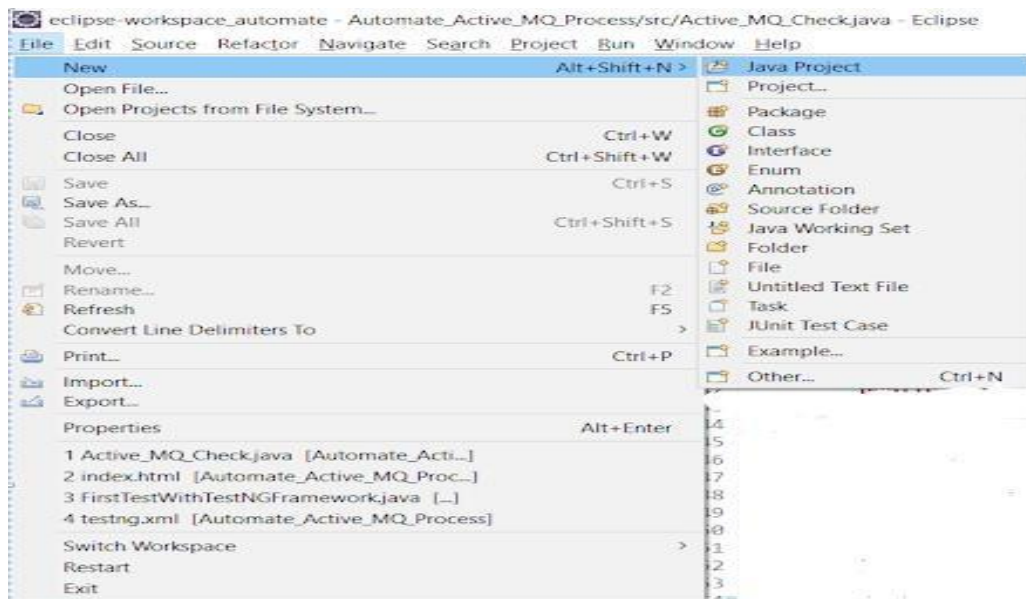 eclipse-workspace_automate - Automate_Active_MQ_Process/src/Active_MQ_Check.java - Eclipse
File Edit Source Refactor Navigate Search Project Run Window Help
New Alt+Shift+N >
Open File...
Open Projects from File System...
Close Ctrl+W
Close All Ctrl+Shift+W
Save Ctrl+S
Save As...
Save All Ctrl+Shift+S
Revert
Move...
Rename... F2
Refresh F5
Convert Line Delimiters To >
Print... Ctrl+P
Import...
Export...
Properties Alt+Enter
1 Active_MQ_Check.java [Automate_Acti...]
2 index.html [Automate_Active_MQ_Proc...]
3 FirstTestWithTestNGFramework.java [...]
4 testng.xml [Automate_Active_MQ_Process]
Switch Workspace >
Restart
Exit
Java Project
Project...
Package
Class
Interface
Enum
Annotation
Source Folder
Java Working Set
Folder
File
Untitled Text File
Task
JUnit Test Case
Example...
Other... Ctrl+N